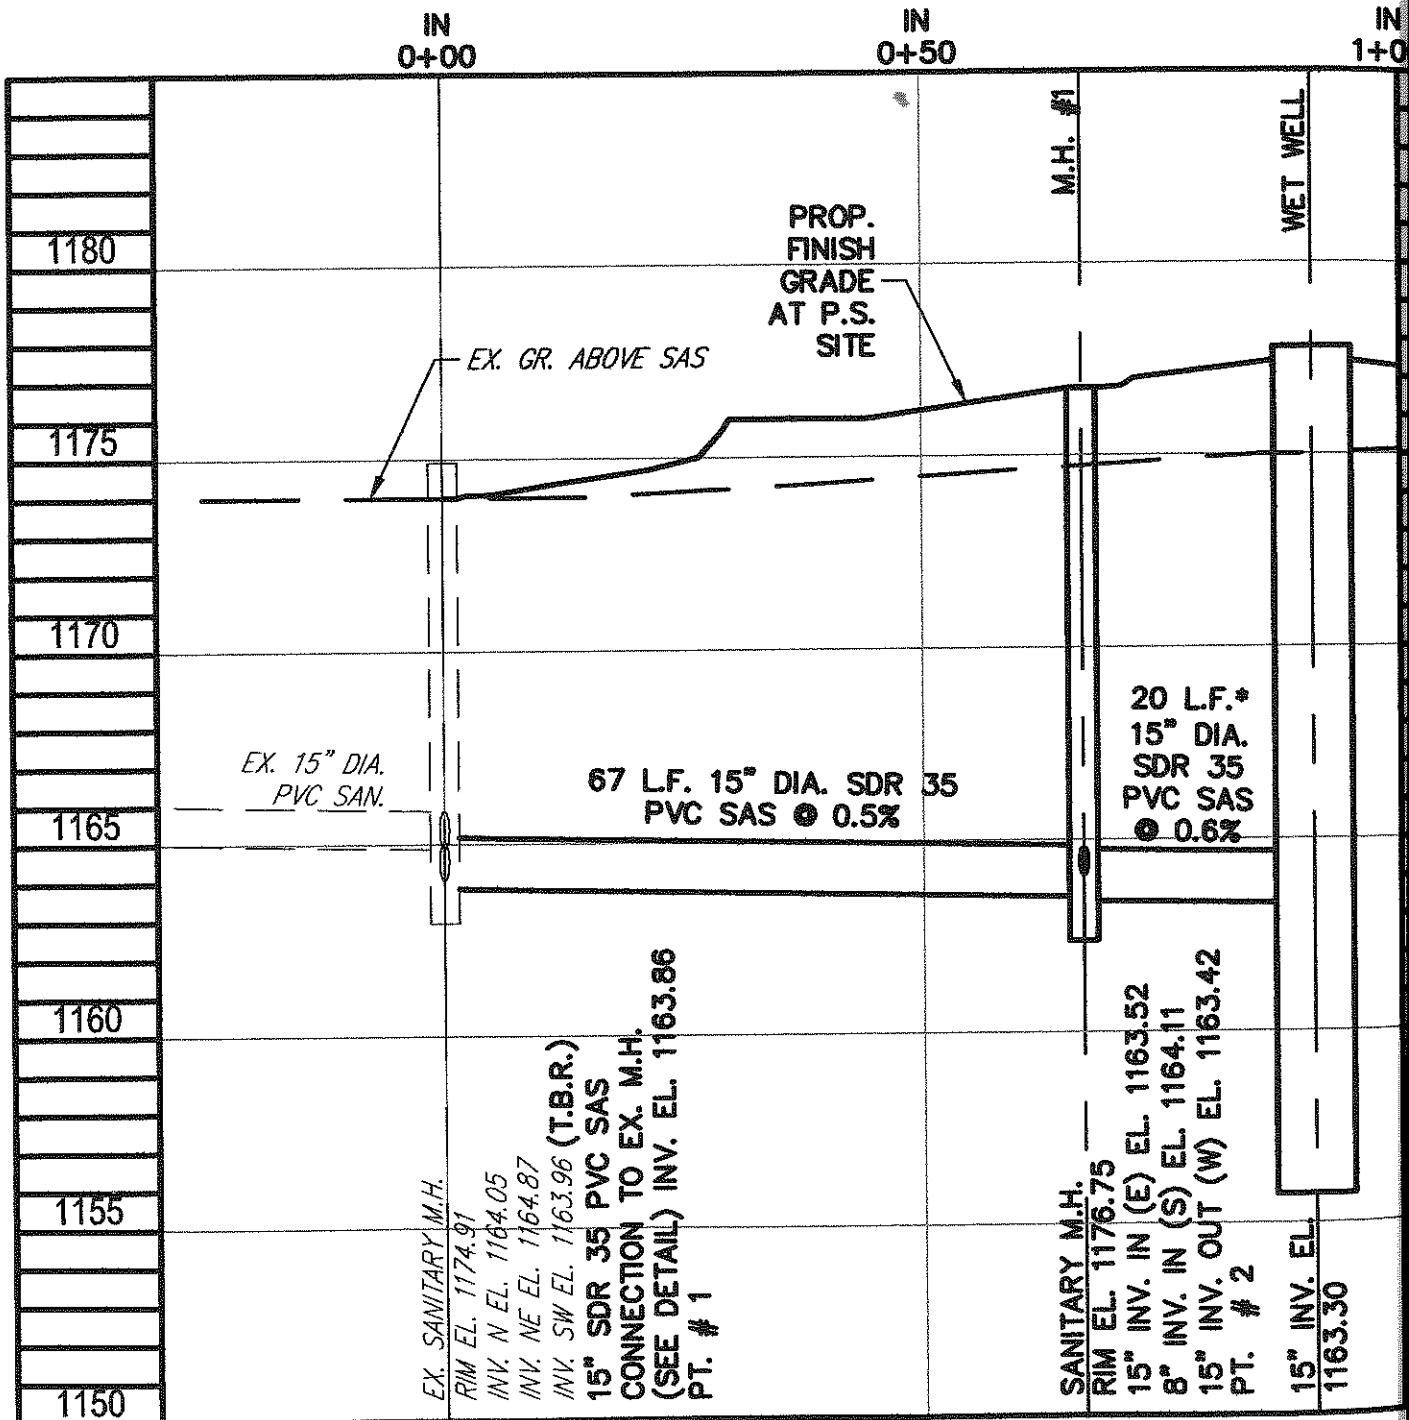 IN
0+00
IN
0+50
IN
1+0
M.H. #1
WET WELL
PROP.
FINISH
GRADE
AT P.S.
SITE
EX. GR. ABOVE SAS
1180
1175
1170
1165
1160
1155
1150
EX. 15" DIA.
PVC SAN.
67 L.F. 15" DIA. SDR 35
PVC SAS @ 0.5%
20 L.F.*
15" DIA.
SDR 35
PVC SAS
@ 0.6%
EX. SANITARY M.H.
RIM EL. 1174.91
INV. N EL. 1164.05
INV. NE EL. 1164.87
INV. SW EL. 1163.96 (T.B.R.)
15" SDR 35 PVC SAS
CONNECTION TO EX. M.H.
(SEE DETAIL) INV. EL. 1163.86
PT. # 1
SANITARY M.H.
RIM EL. 1176.75
15" INV. IN (E) EL. 1163.52
8" INV. IN (S) EL. 1164.11
15" INV. OUT (W) EL. 1163.42
PT. # 2
15" INV. EL.
1163.30